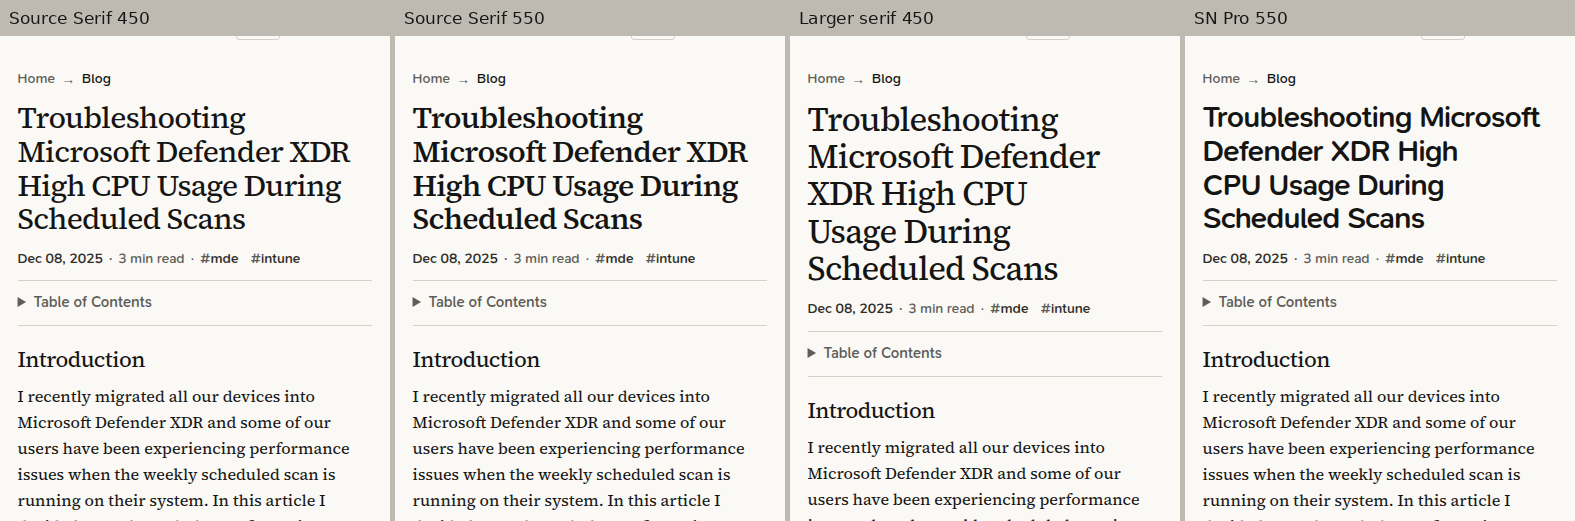 Source Serif 450
Home → Blog
Troubleshooting
Microsoft Defender XDR
High CPU Usage During
Scheduled Scans
Dec 08, 2025 · 3 min read · #mde #intune
▶ Table of Contents
Introduction
I recently migrated all our devices into
Microsoft Defender XDR and some of our
users have been experiencing performance
issues when the weekly scheduled scan is
running on their system. In this article I
Source Serif 550
Home → Blog
Troubleshooting
Microsoft Defender XDR
High CPU Usage During
Scheduled Scans
Dec 08, 2025 · 3 min read · #mde #intune
▶ Table of Contents
Introduction
I recently migrated all our devices into
Microsoft Defender XDR and some of our
users have been experiencing performance
issues when the weekly scheduled scan is
running on their system. In this article I
Larger serif 450
Home → Blog
Troubleshooting
Microsoft Defender
XDR High CPU
Usage During
Scheduled Scans
Dec 08, 2025 · 3 min read · #mde #intune
▶ Table of Contents
Introduction
I recently migrated all our devices into
Microsoft Defender XDR and some of our
users have been experiencing performance
SN Pro 550
Home → Blog
Troubleshooting Microsoft
Defender XDR High
CPU Usage During
Scheduled Scans
Dec 08, 2025 · 3 min read · #mde #intune
▶ Table of Contents
Introduction
I recently migrated all our devices into
Microsoft Defender XDR and some of our
users have been experiencing performance
issues when the weekly scheduled scan is
running on their system. In this article I